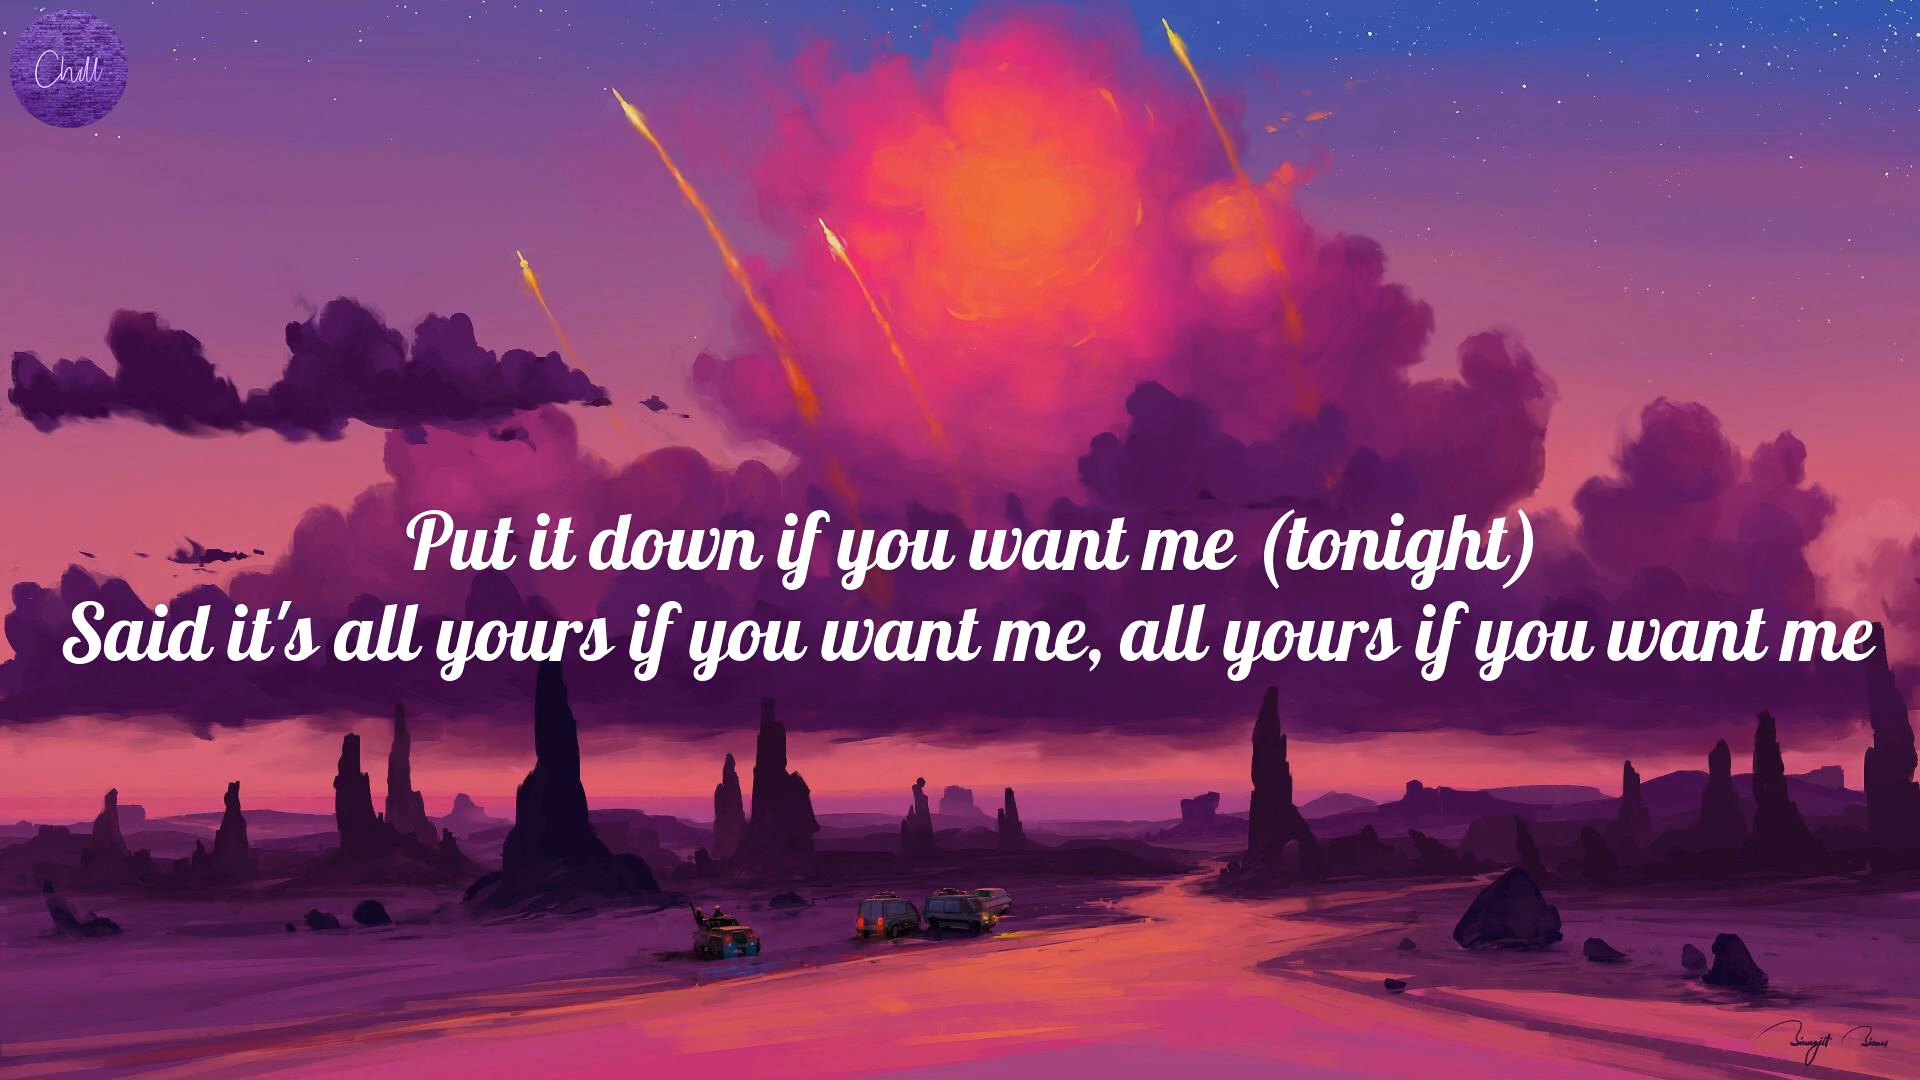 Chill
Put it down if you want me (tonight)
Said it's all yours if you want me, all yours if you want me